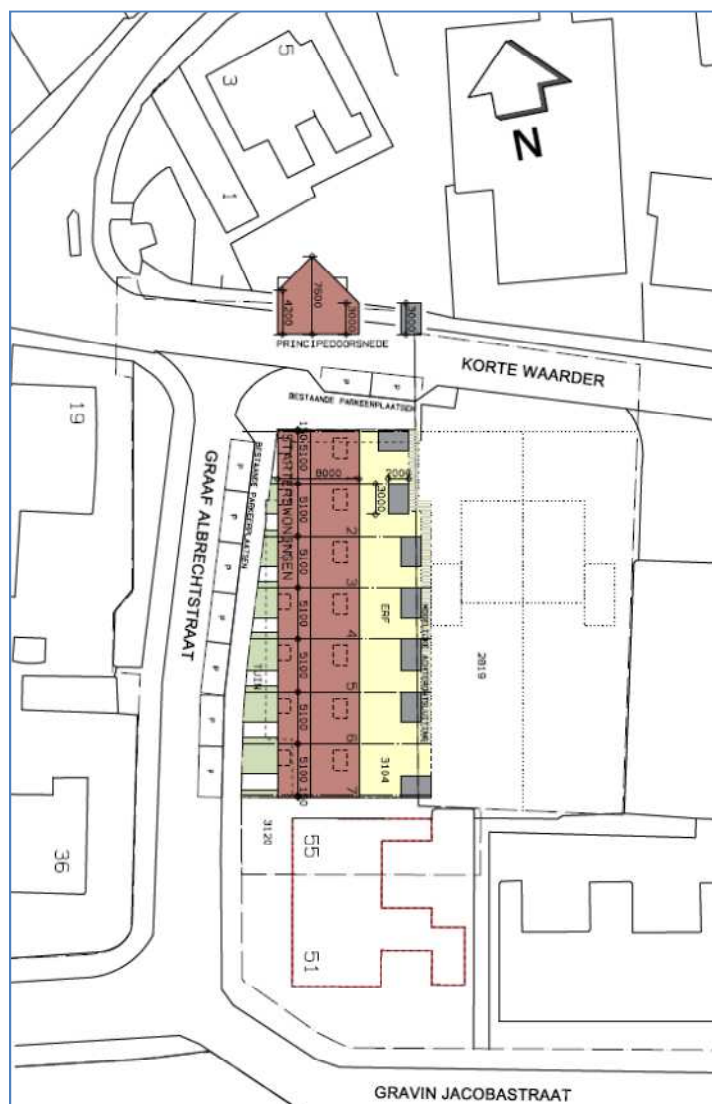 5
3
1
N
7600
4200
3000
3000
PRINCIPEDOORSNEDE
KORTE WAARDER
P
P
BESTAANDE PARKEERPLAATSEN
19
GRAAF ALBRECHTSTRAAT
BESTAANDE PARKEERPLAATSEN
P
P
P
P
P
P
P
STARTERSWONINGEN
5100
8000
2000
3000
5100
2
5100
3
5100
4
ERF
5100
5
TUIN
5100
6
5100
7
3104
2819
3120
55
51
36
GRAVIN JACOBASTRAAT